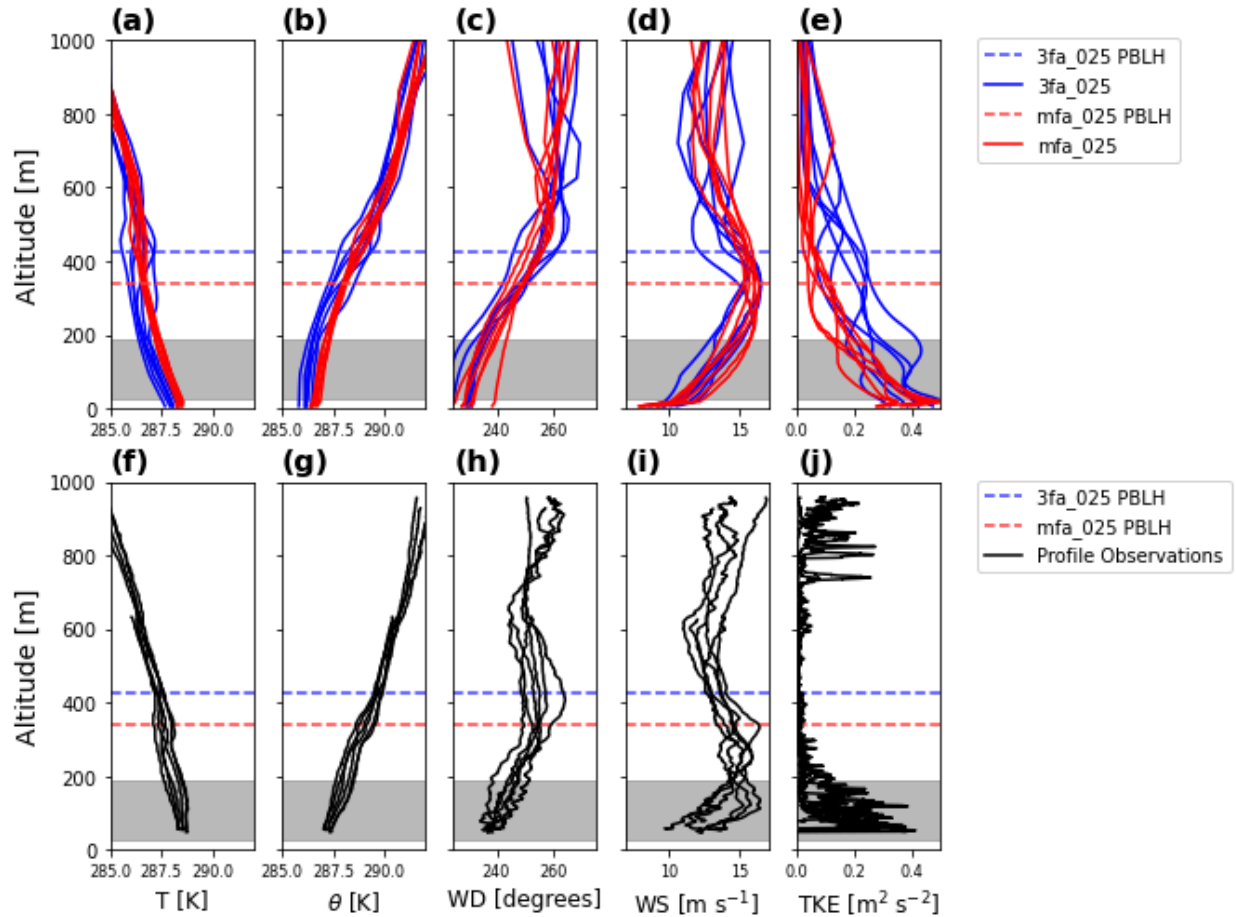 (a) (b) (c) (d) (e)
1000
800
600
400
200
0
Altitude [m]
285.0 287.5 290.0
285.0 287.5 290.0
240 260
10 15
0.0 0.2 0.4
3fa_025 PBLH
3fa_025
mfa_025 PBLH
mfa_025
(f) (g) (h) (i) (j)
1000
800
600
400
200
0
Altitude [m]
285.0 287.5 290.0
285.0 287.5 290.0
240 260
10 15
0.0 0.2 0.4
T [K]
θ [K]
WD [degrees]
WS [m s⁻¹]
TKE [m² s⁻²]
3fa_025 PBLH
mfa_025 PBLH
Profile Observations